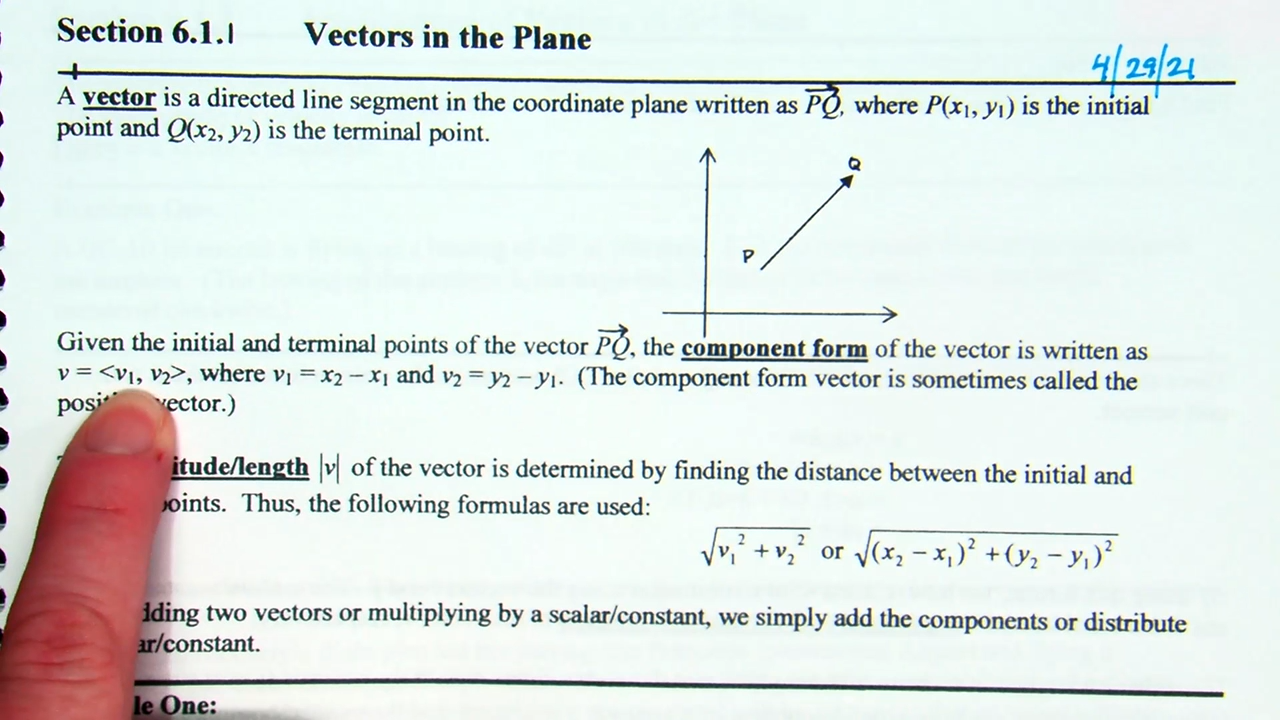 Section 6.1.1 Vectors in the Plane
4/29/21
A vector is a directed line segment in the coordinate plane written as PQ, where P(x₁, y₁) is the initial
point and Q(x₂, y₂) is the terminal point.
Q
P
Given the initial and terminal points of the vector PQ, the component form of the vector is written as
v = <v₁, v₂>, where v₁ = x₂ − x₁ and v₂ = y₂ − y₁. (The component form vector is sometimes called the
posit vector.)
itude/length |v| of the vector is determined by finding the distance between the initial and
points. Thus, the following formulas are used:
√(v₁² + v₂²) or √((x₂ − x₁)² + (y₂ − y₁)²)
dding two vectors or multiplying by a scalar/constant, we simply add the components or distribute
ar/constant.
le One: